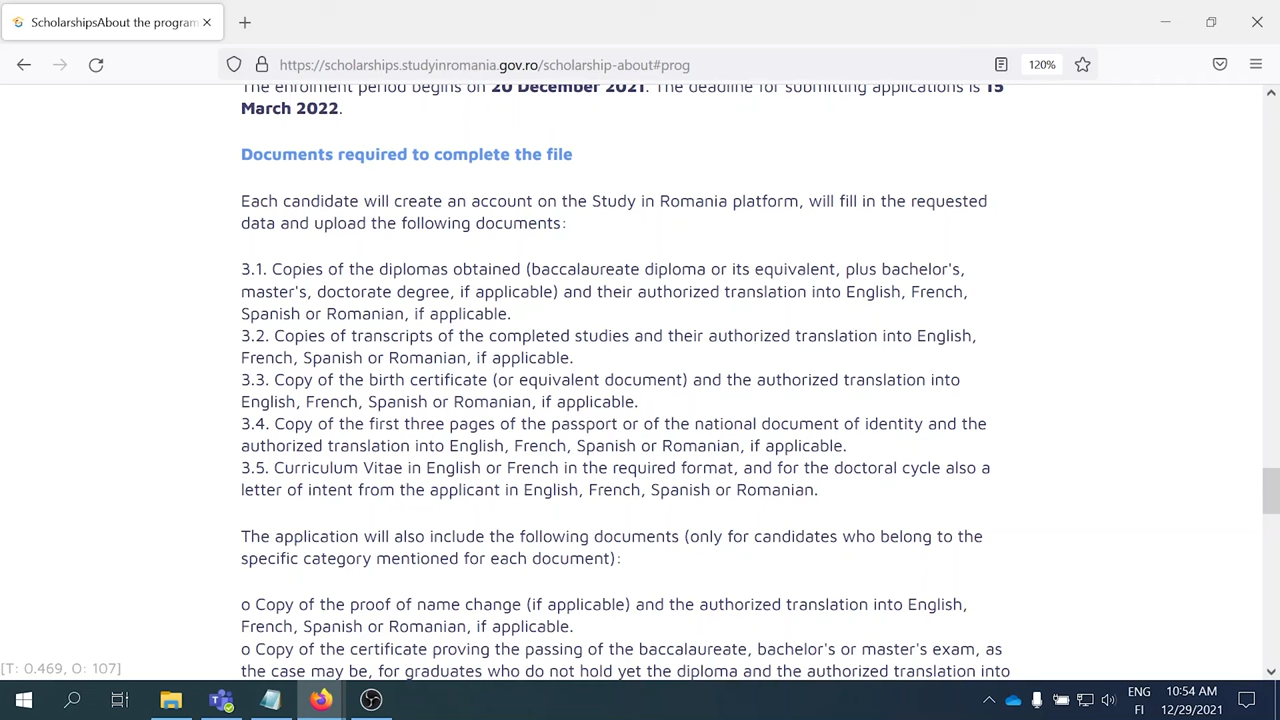 ScholarshipsAbout the program
https://scholarships.studyinromania.gov.ro/scholarship-about#prog
120%
The enrolment period begins on 20 December 2021. The deadline for submitting applications is 15
March 2022.
Documents required to complete the file
Each candidate will create an account on the Study in Romania platform, will fill in the requested
data and upload the following documents:
3.1. Copies of the diplomas obtained (baccalaureate diploma or its equivalent, plus bachelor's,
master's, doctorate degree, if applicable) and their authorized translation into English, French,
Spanish or Romanian, if applicable.
3.2. Copies of transcripts of the completed studies and their authorized translation into English,
French, Spanish or Romanian, if applicable.
3.3. Copy of the birth certificate (or equivalent document) and the authorized translation into
English, French, Spanish or Romanian, if applicable.
3.4. Copy of the first three pages of the passport or of the national document of identity and the
authorized translation into English, French, Spanish or Romanian, if applicable.
3.5. Curriculum Vitae in English or French in the required format, and for the doctoral cycle also a
letter of intent from the applicant in English, French, Spanish or Romanian.
The application will also include the following documents (only for candidates who belong to the
specific category mentioned for each document):
o Copy of the proof of name change (if applicable) and the authorized translation into English,
French, Spanish or Romanian, if applicable.
o Copy of the certificate proving the passing of the baccalaureate, bachelor's or master's exam, as
the case may be, for graduates who do not hold yet the diploma and the authorized translation into
[T: 0.469, O: 107]
ENG
FI
10:54 AM
12/29/2021